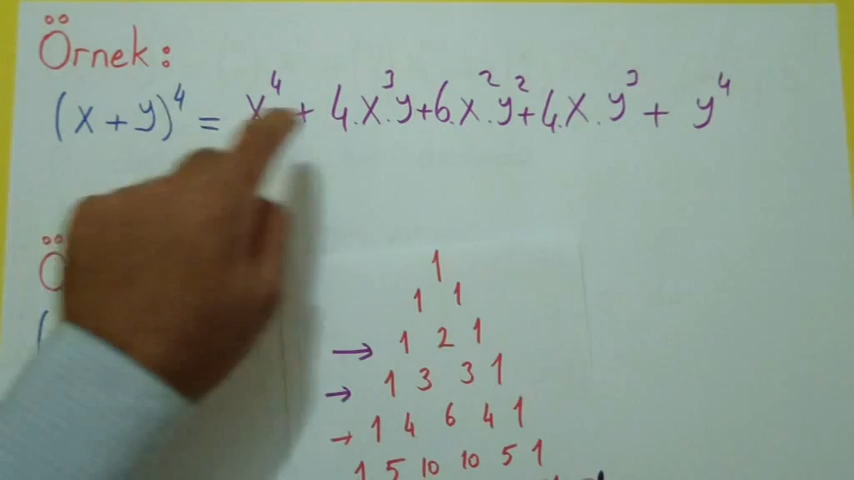 Örnek:
(x+y)⁴ = x⁴ + 4.x³.y+6.x².y²+4.x.y³ + y⁴
Ö
(
1
1 1
→ 1 2 1
→ 1 3 3 1
→ 1 4 6 4 1
1 5 10 10 5 1